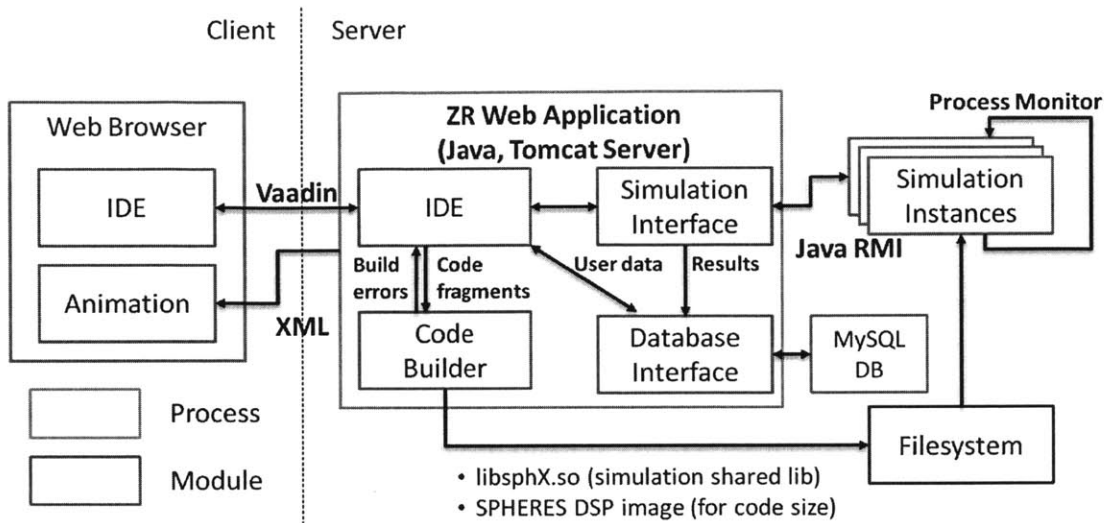 Client
Server
Web Browser
IDE
Animation
Vaadin
XML
ZR Web Application
(Java, Tomcat Server)
IDE
Simulation
Interface
Build
errors
Code
fragments
User data
Results
Code
Builder
Database
Interface
Process Monitor
Simulation
Instances
Java RMI
MySQL
DB
Filesystem
Process
Module
• libsphX.so (simulation shared lib)
• SPHERES DSP image (for code size)